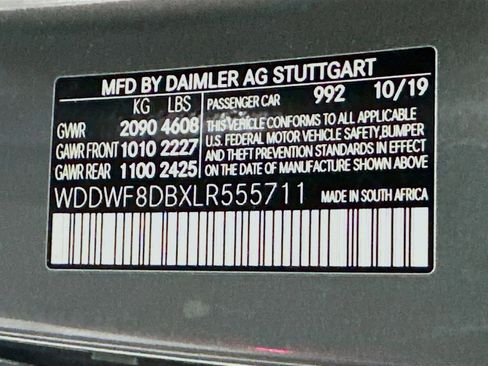 MFD BY DAIMLER AG STUTTGART
KG LBS PASSENGER CAR 992 10/19
GVWR 2090 4608 THIS VEHICLE CONFORMS TO ALL APPLICABLE
U.S. FEDERAL MOTOR VEHICLE SAFETY,BUMPER
GAWR FRONT 1010 2227 AND THEFT PREVENTION STANDARDS IN EFFECT
GAWR REAR 1100 2425 ON THE DATE OF MANUFACTURE SHOWN ABOVE.
WDDWF8DBXLR555711 MADE IN SOUTH AFRICA